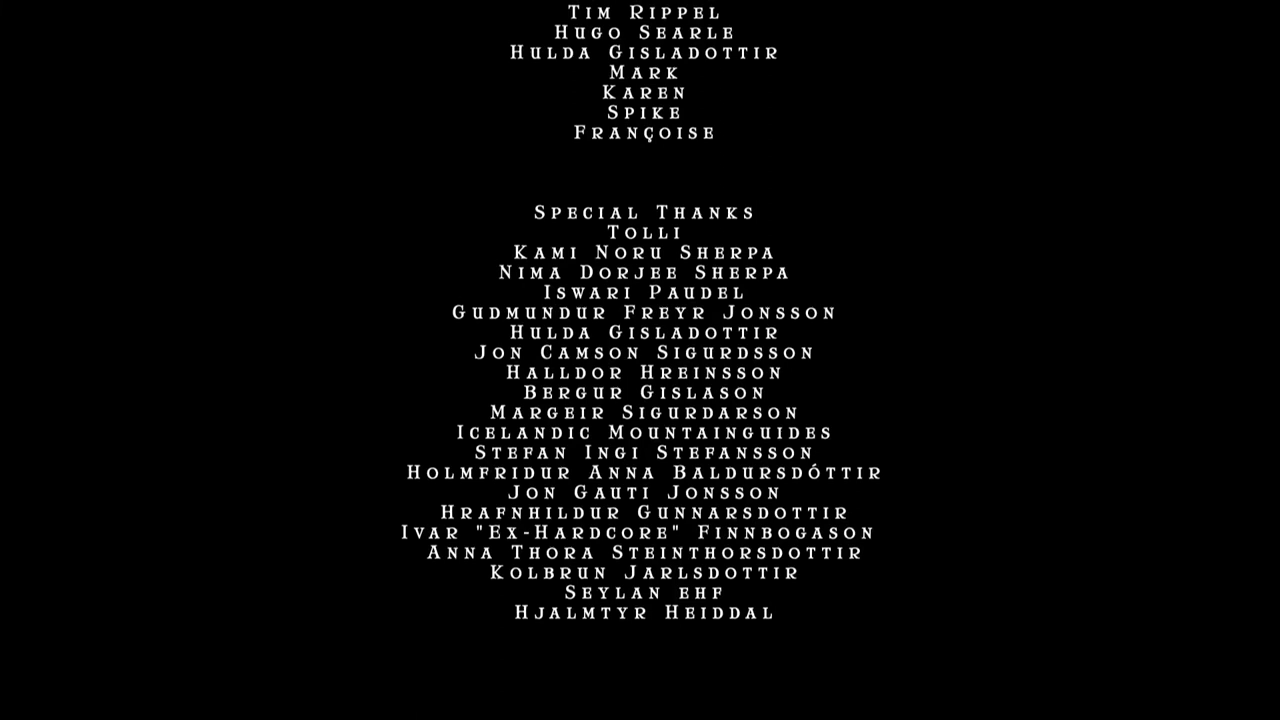 Tim Rippel
Hugo Searle
Hulda Gisladottir
Mark
Karen
Spike
Françoise
Special Thanks
Tolli
Kami Noru Sherpa
Nima Dorjee Sherpa
Iswari Paudel
Gudmundur Freyr Jonsson
Hulda Gisladottir
Jon Camson Sigurdsson
Halldor Hreinsson
Bergur Gislason
Margeir Sigurdarson
Icelandic Mountainguides
Stefan Ingi Stefansson
Holmfridur Anna Baldursdóttir
Jon Gauti Jonsson
Hrafnhildur Gunnarsdottir
Ivar "Ex-Hardcore" Finnbogason
Anna Thora Steinthorsdottir
Kolbrun Jarlsdottir
Seylan ehf
Hjalmtyr Heiddal